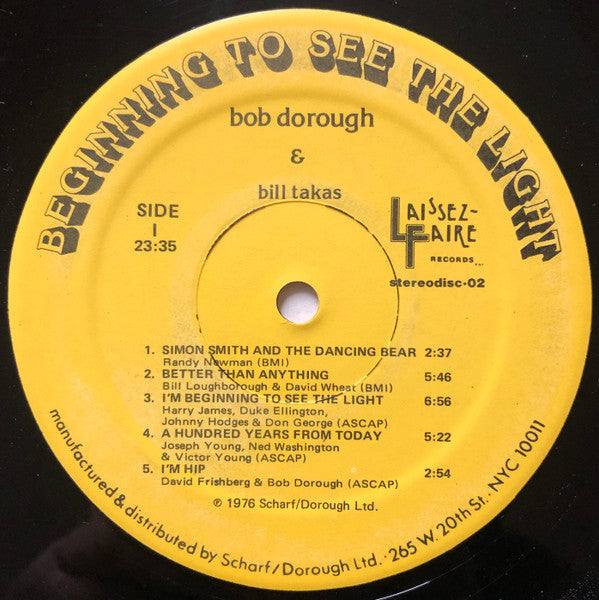 BEGINNING TO SEE THE LIGHT
bob dorough
&
bill takas
SIDE
1
23:35
LAISSEZ-
FAIRE
RECORDS
stereodisc-02
1. SIMON SMITH AND THE DANCING BEAR 2:37
Randy Newman (BMI)
2. BETTER THAN ANYTHING 5:46
Bill Loughborough & David Wheat (BMI)
3. I'M BEGINNING TO SEE THE LIGHT 6:56
Harry James, Duke Ellington,
Johnny Hodges & Don George (ASCAP)
4. A HUNDRED YEARS FROM TODAY 5:22
Joseph Young, Ned Washington
& Victor Young (ASCAP)
5. I'M HIP 2:54
David Frishberg & Bob Dorough (ASCAP)
℗ 1976 Scharf/Dorough Ltd.
manufactured & distributed by Scharf/Dorough Ltd. · 265 W. 20th St. · NYC 10011